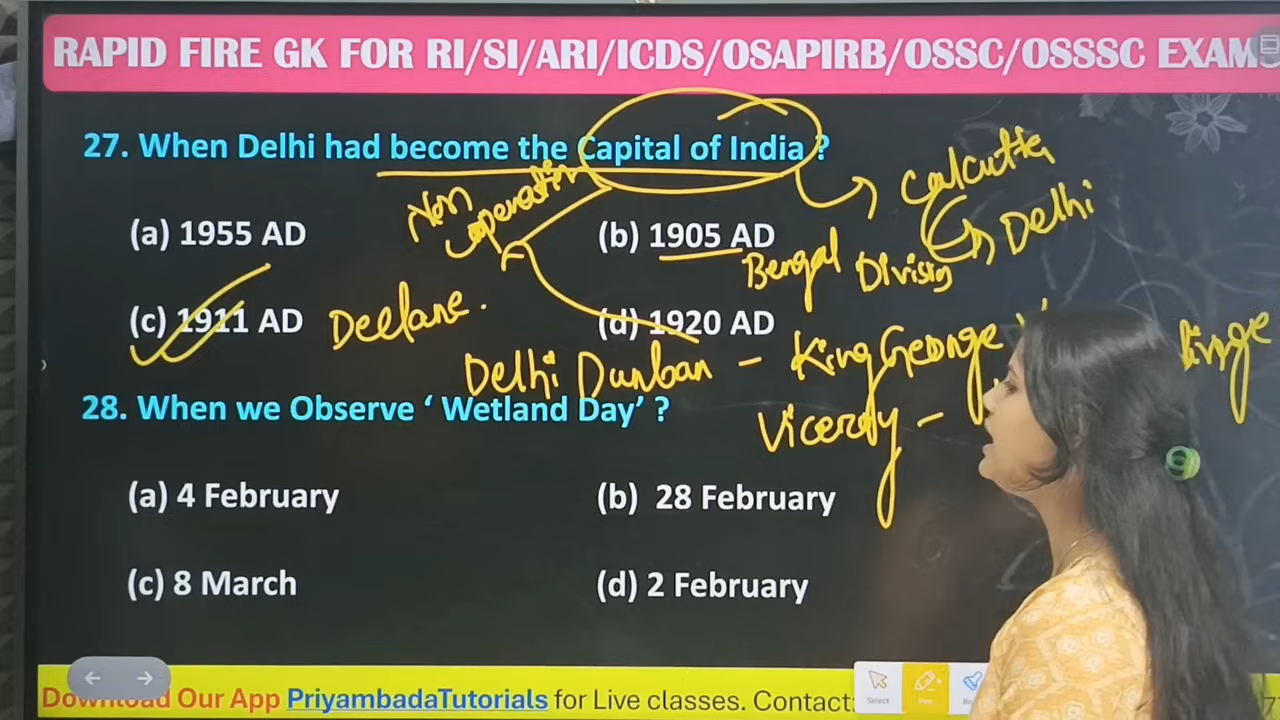 RAPID FIRE GK FOR RI/SI/ARI/ICDS/OSAPIRB/OSSC/OSSSC EXAM
27. When Delhi had become the Capital of India ?
Calcutta
Delhi
Non
(a) 1955 AD
(b) 1905 AD
Bengal
(c) 1911 AD
(d) 1920 AD
Delhi Durbar - King George
28. When we Observe ‘ Wetland Day’ ?
Viceroy -
(a) 4 February
(b) 28 February
(c) 8 March
(d) 2 February
Download Our App PriyambadaTutorials for Live classes. Contact:
Select
Pen